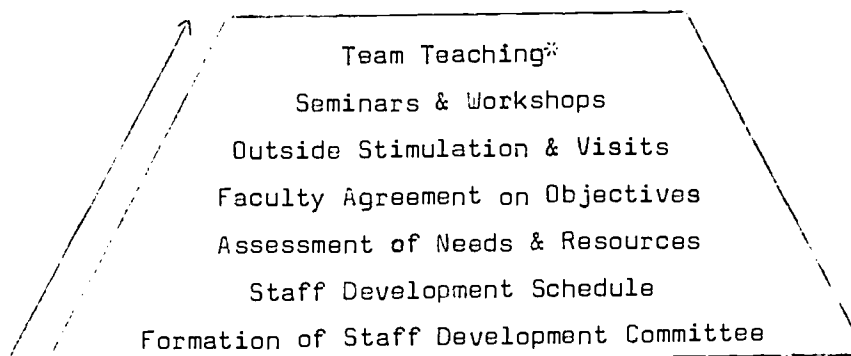 Team Teaching*
Seminars & Workshops
Outside Stimulation & Visits
Faculty Agreement on Objectives
Assessment of Needs & Resources
Staff Development Schedule
Formation of Staff Development Committee